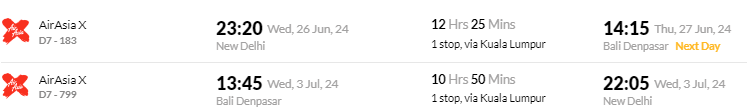 AirAsia X
D7 - 183
23:20 Wed, 26 Jun, 24
New Delhi
12 Hrs 25 Mins
1 stop, via Kuala Lumpur
14:15 Thu, 27 Jun, 24
Bali Denpasar Next Day
AirAsia X
D7 - 799
13:45 Wed, 3 Jul, 24
Bali Denpasar
10 Hrs 50 Mins
1 stop, via Kuala Lumpur
22:05 Wed, 3 Jul, 24
New Delhi